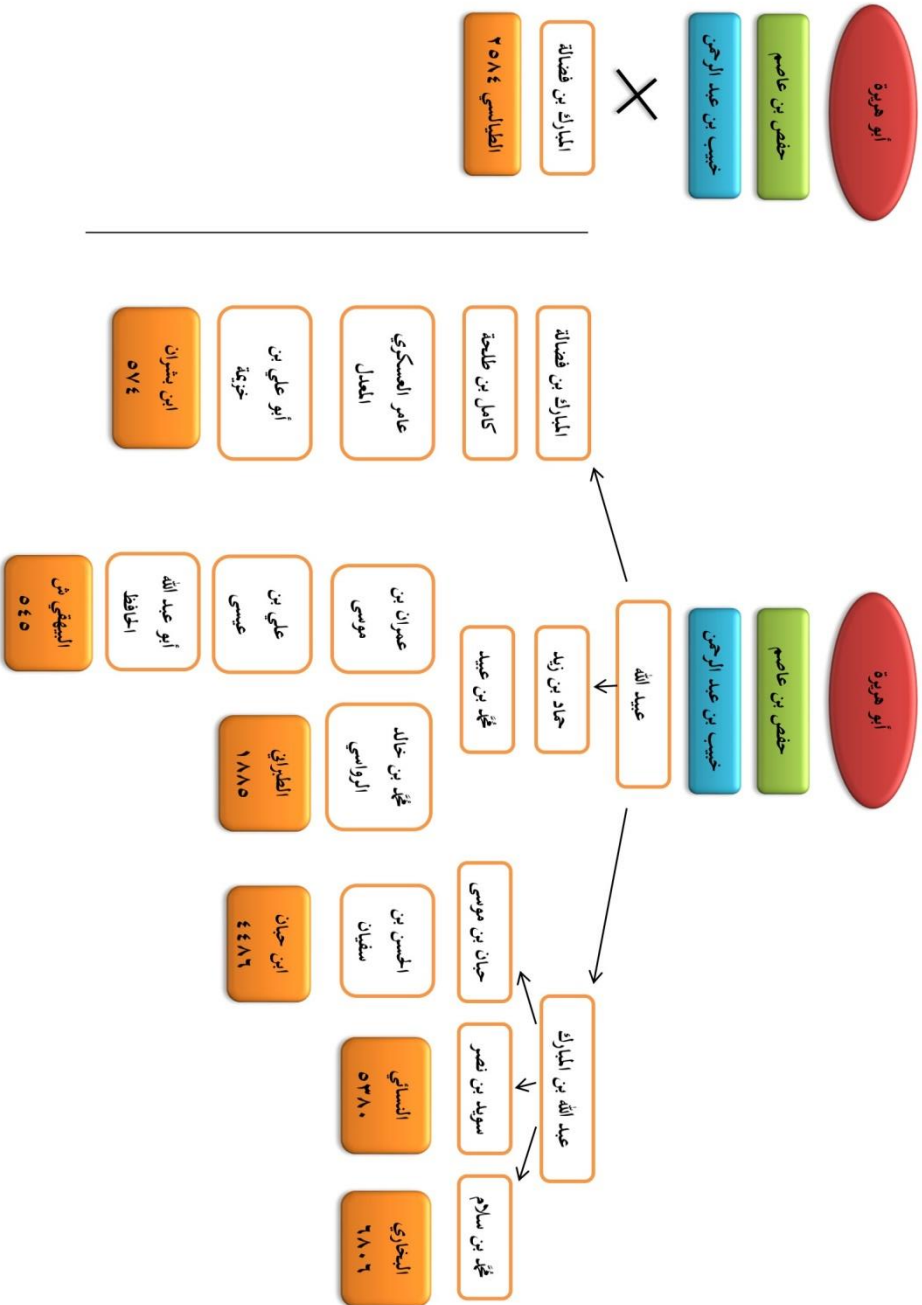 أبو هريرة
حفص بن عاصم
خبيب بن عبد الرحمن
عبيد الله
عبد الله بن المبارك
حماد بن زيد
المبارك بن فضالة
محمد بن سلام
سويد بن نصر
حبان بن موسى
محمد بن عبيد
كامل بن طلحة
البخاري
٦٨٠٦
النسائي
٥٣٨٠
الحسن بن
سفيان
محمد بن خالد
الرواسي
عمران بن
موسى
عامر العسكري
المعدل
ابن حبان
٤٤٨٦
الطبراني
١٨٨٥
علي بن
عيسى
أبو علي بن
خزيمة
أبو عبد الله
الحافظ
ابن بشران
٥٧٤
البيهقي ش
٥٤٥
أبو هريرة
حفص بن عاصم
خبيب بن عبد الرحمن
المبارك بن فضالة
الطيالسي ٢٥٨٤